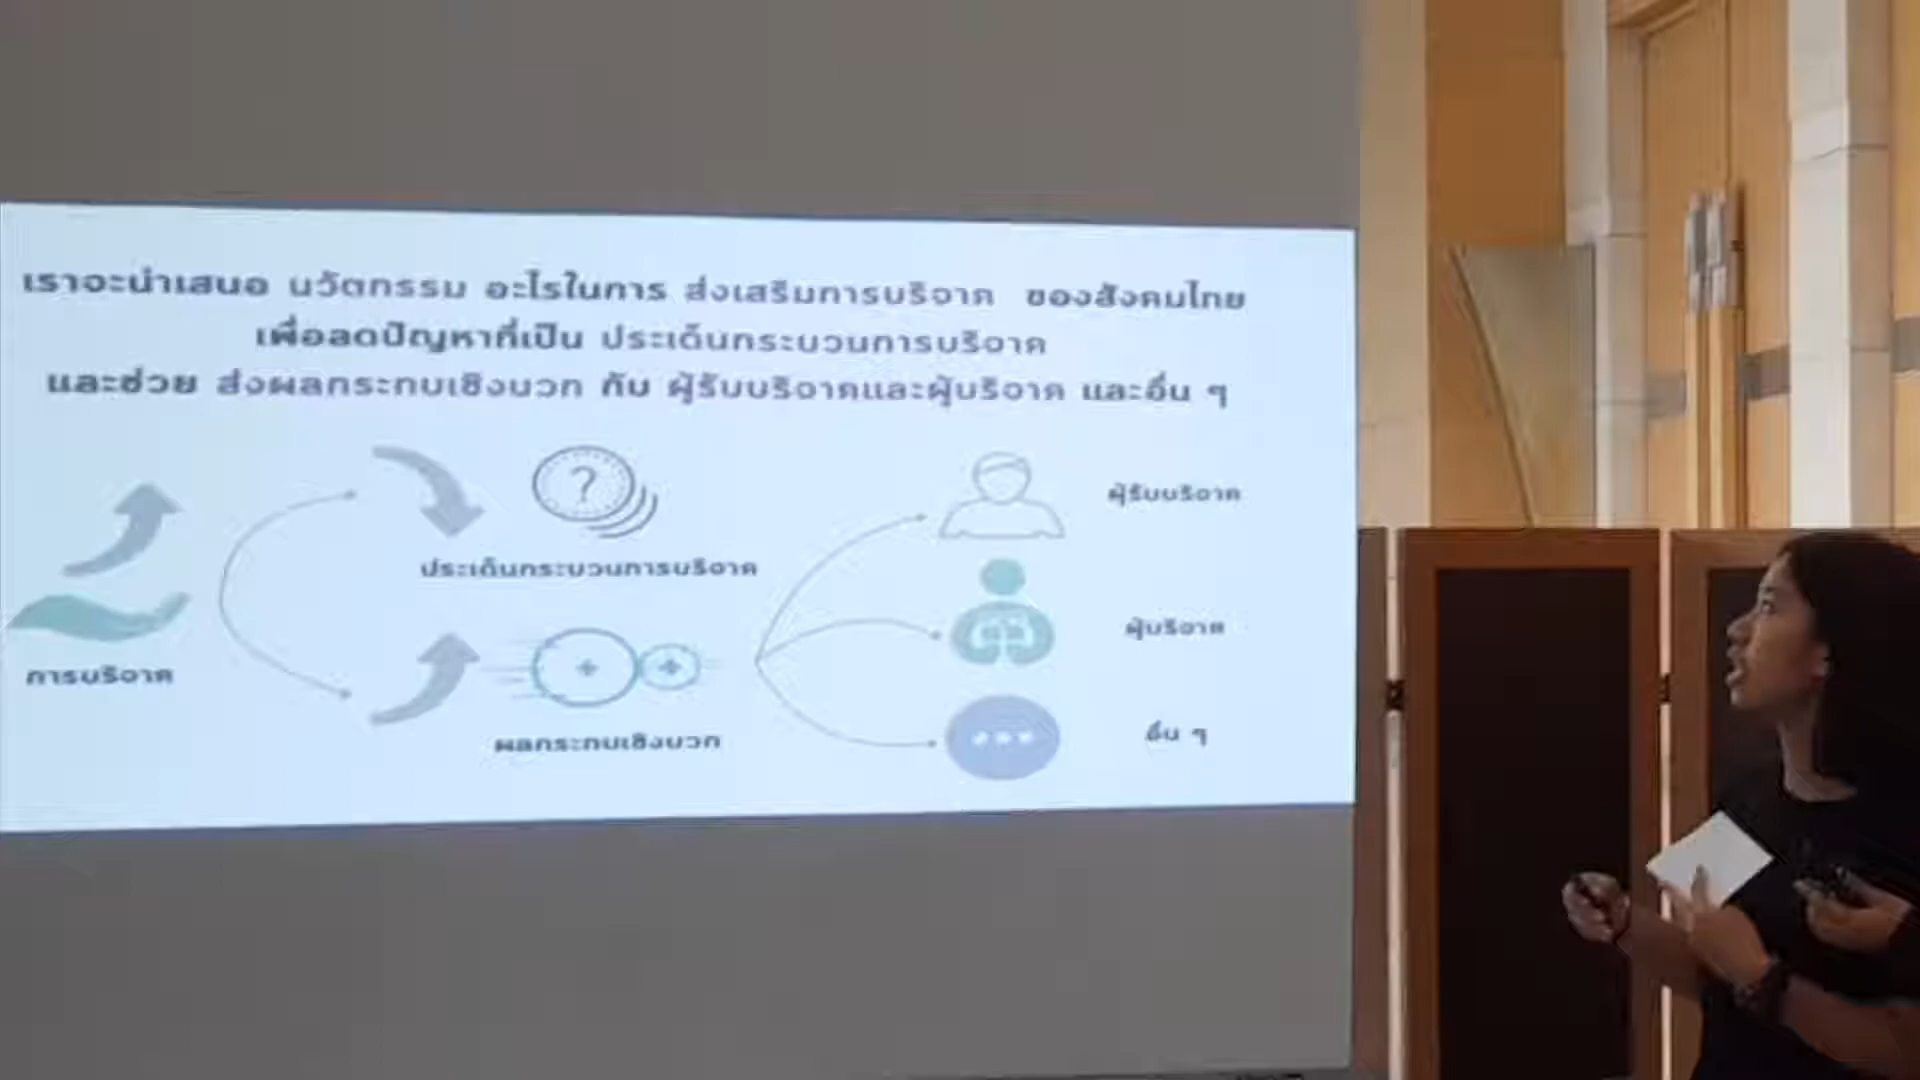 เราจะนำเสนอ นวัตกรรม อะไรในการ ส่งเสริมการบริจาค ของสังคมไทย
เพื่อลดปัญหาที่เป็น ประเด็นกระบวนการบริจาค
และช่วย ส่งผลกระทบเชิงบวก กับ ผู้รับบริจาคและผู้บริจาค และอื่น ๆ
?
ผู้รับบริจาค
ประเด็นกระบวนการบริจาค
ผู้บริจาค
การบริจาค
ผลกระทบเชิงบวก
อื่น ๆ